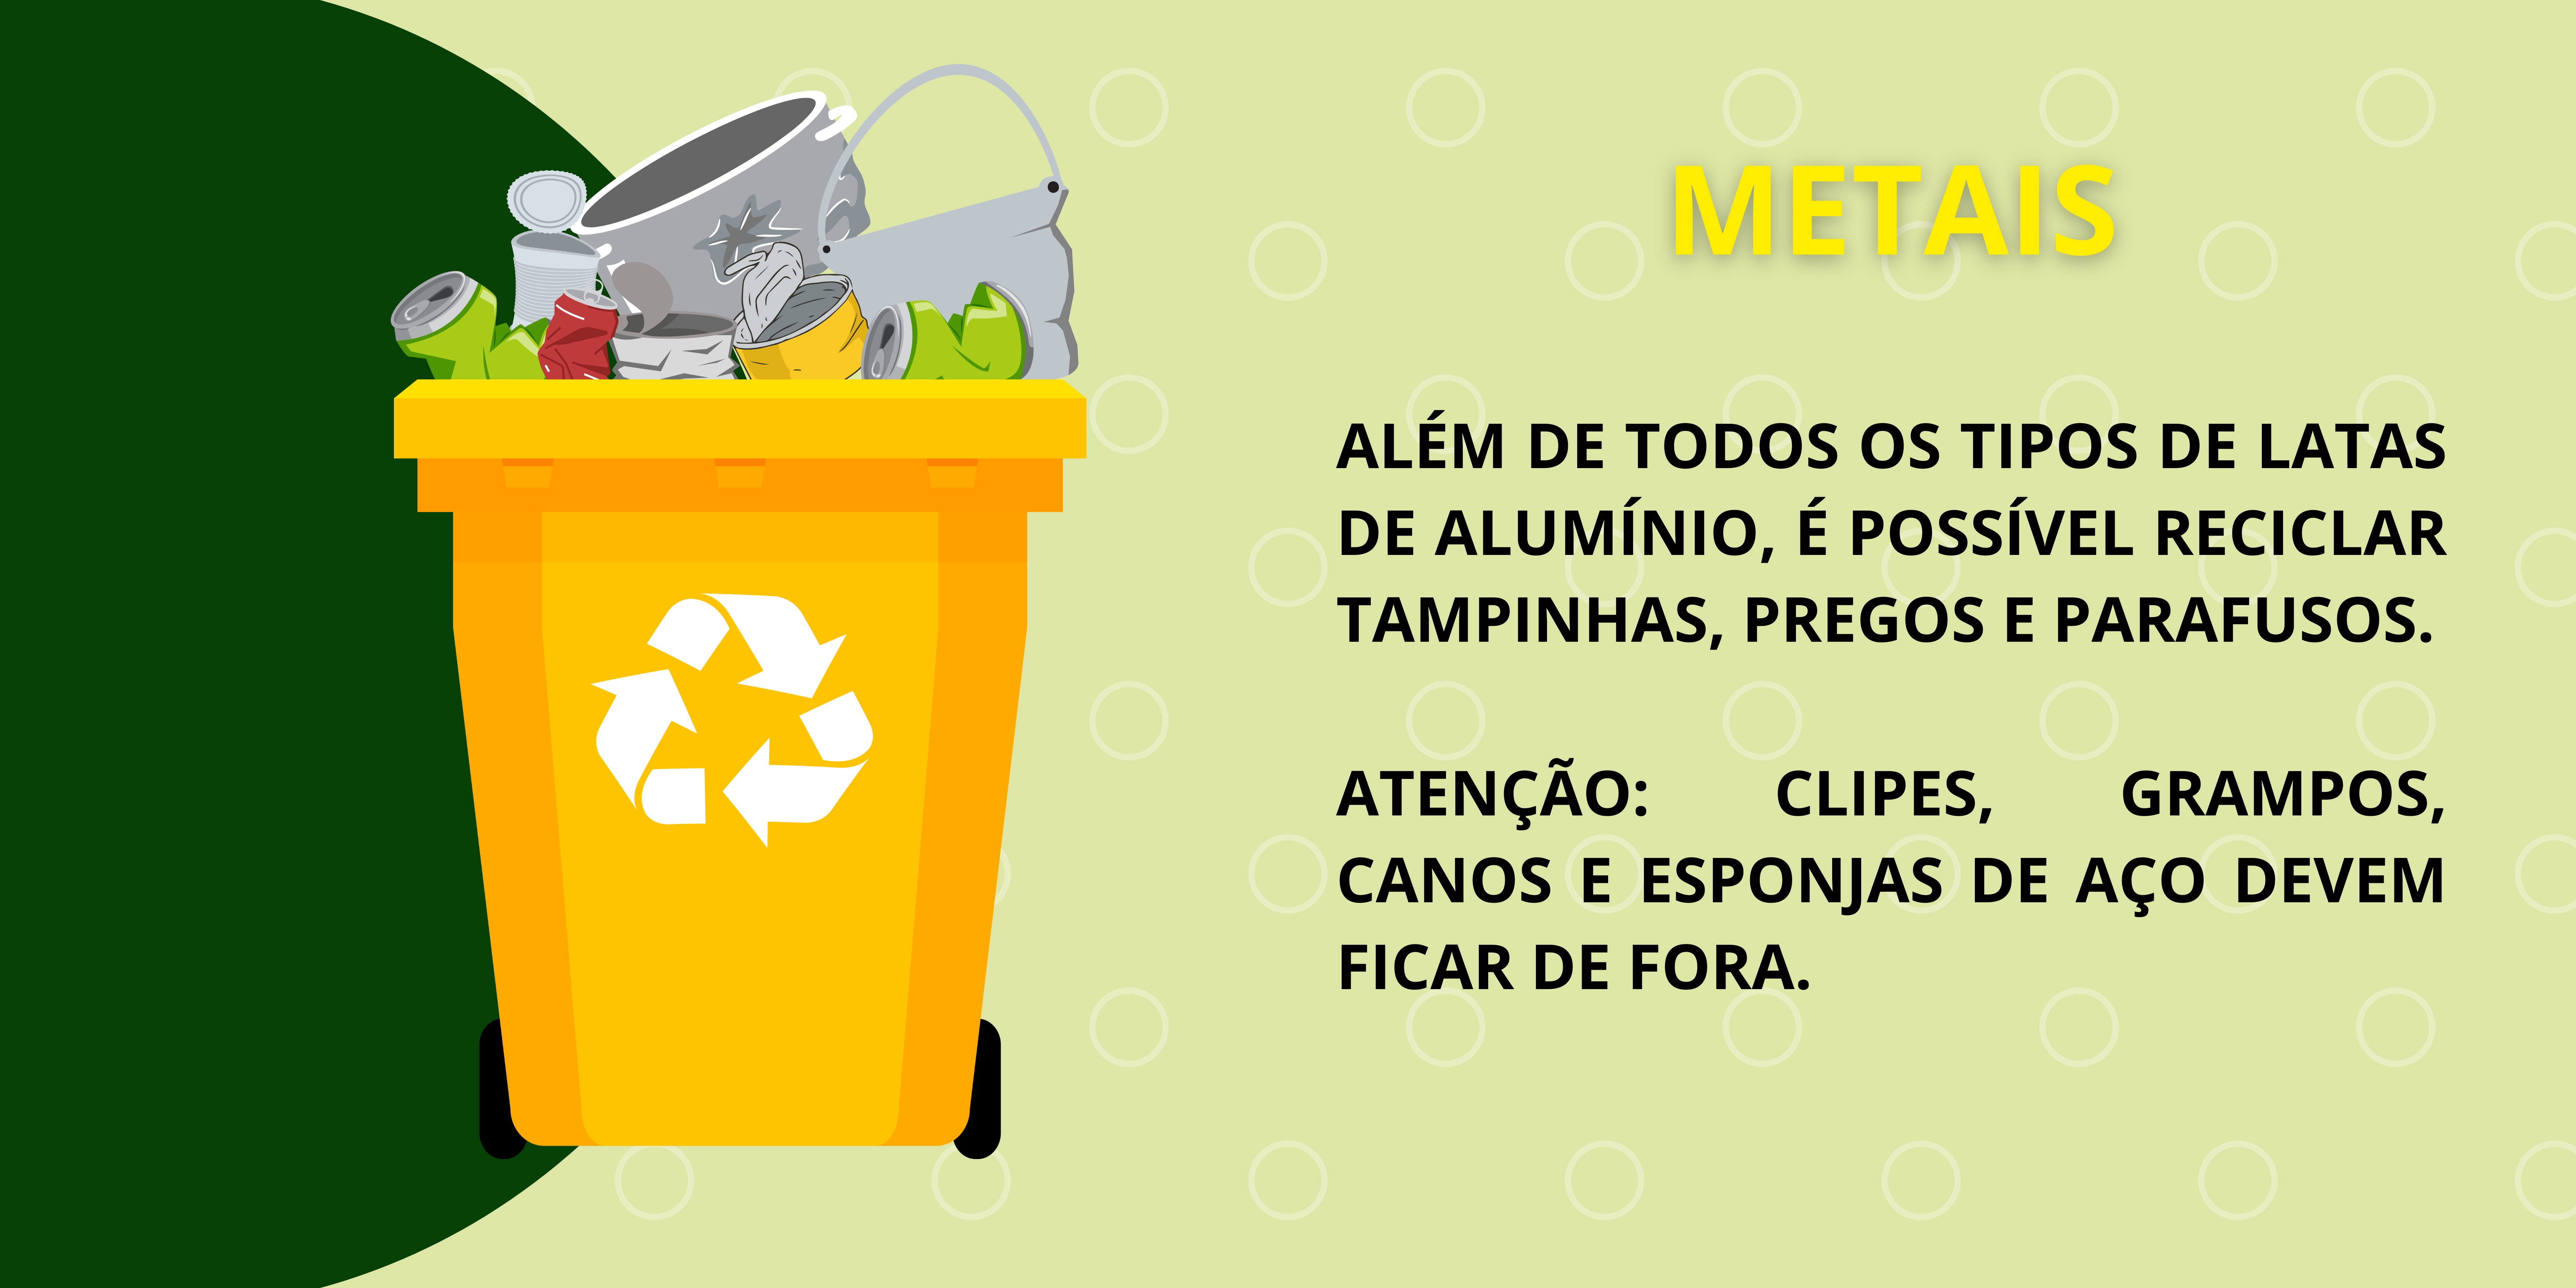 METAIS
ALÉM DE TODOS OS TIPOS DE LATAS
DE ALUMÍNIO, É POSSÍVEL RECICLAR
TAMPINHAS, PREGOS E PARAFUSOS.
ATENÇÃO: CLIPES, GRAMPOS,
CANOS E ESPONJAS DE AÇO DEVEM
FICAR DE FORA.